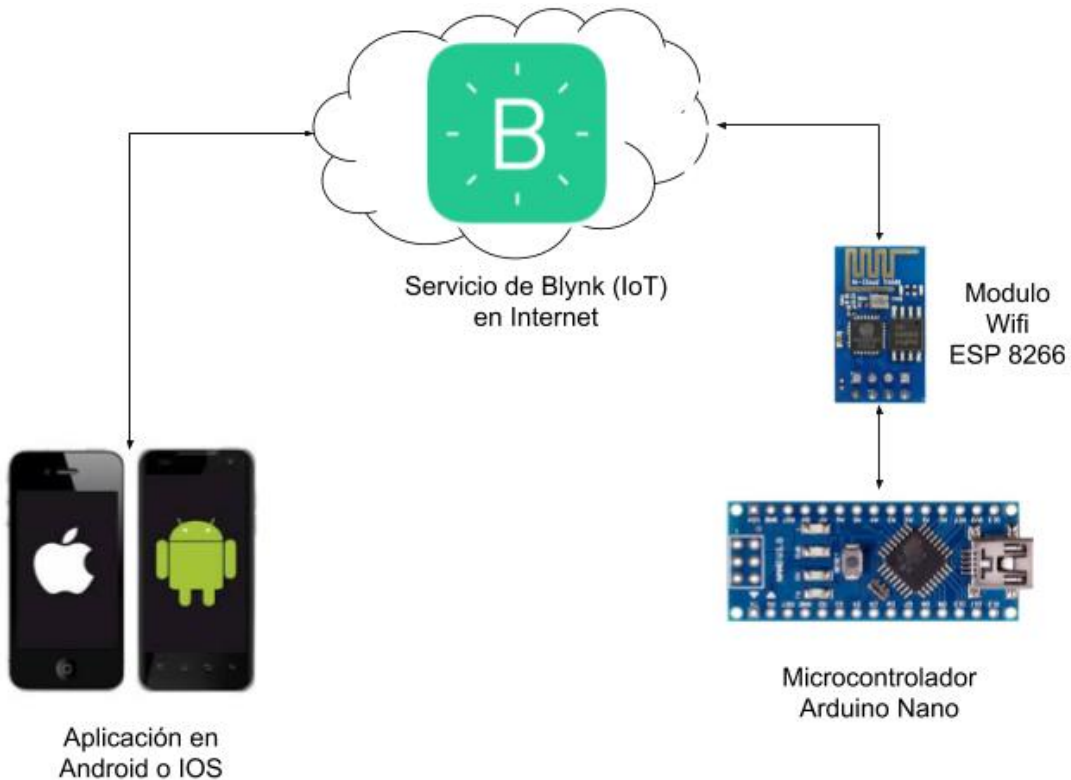 B
Servicio de Blynk (IoT)
en Internet
Modulo
Wifi
ESP 8266
Microcontrolador
Arduino Nano
Aplicación en
Android o IOS